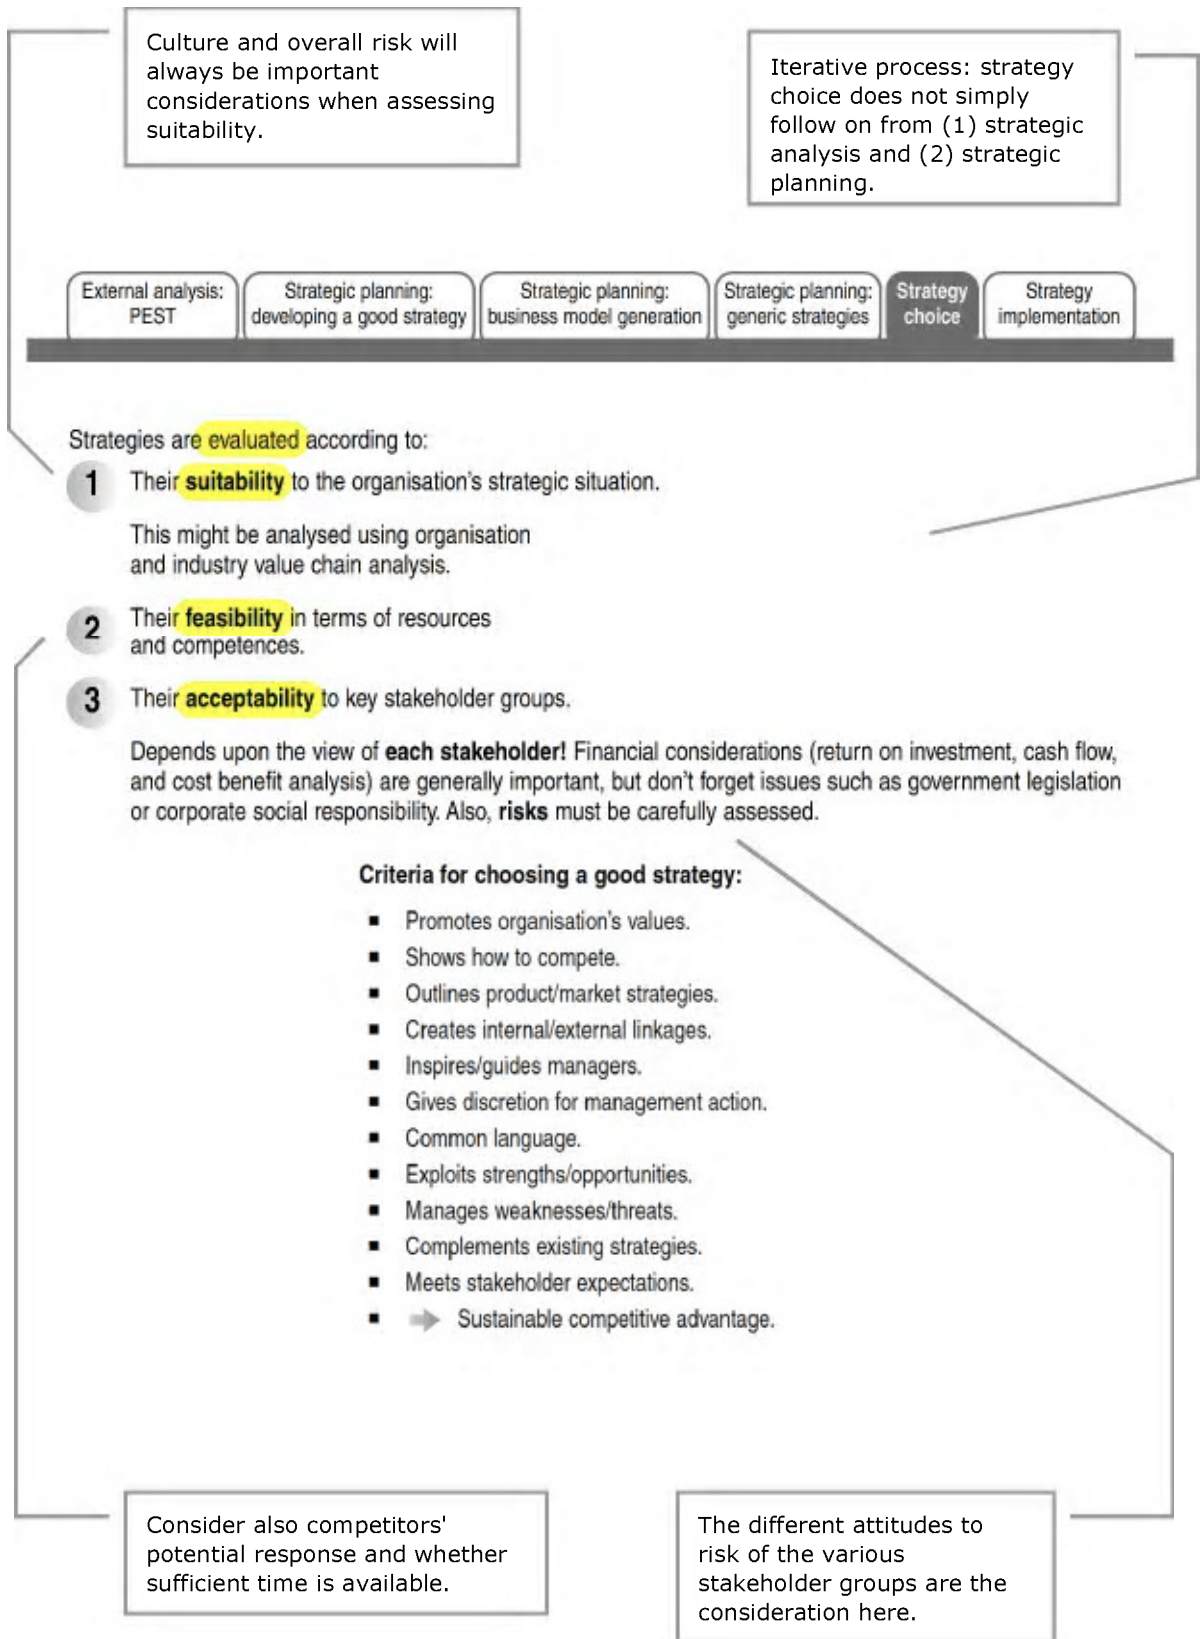 Culture and overall risk will
always be important
considerations when assessing
suitability.
Iterative process: strategy
choice does not simply
follow on from (1) strategic
analysis and (2) strategic
planning.
External analysis:
PEST
Strategic planning:
developing a good strategy
Strategic planning:
business model generation
Strategic planning:
generic strategies
Strategy
choice
Strategy
implementation
Strategies are evaluated according to:
1 Their suitability to the organisation's strategic situation.
This might be analysed using organisation
and industry value chain analysis.
2 Their feasibility in terms of resources
and competences.
3 Their acceptability to key stakeholder groups.
Depends upon the view of each stakeholder! Financial considerations (return on investment, cash flow,
and cost benefit analysis) are generally important, but don't forget issues such as government legislation
or corporate social responsibility. Also, risks must be carefully assessed.
Criteria for choosing a good strategy:
■ Promotes organisation's values.
■ Shows how to compete.
■ Outlines product/market strategies.
■ Creates internal/external linkages.
■ Inspires/guides managers.
■ Gives discretion for management action.
■ Common language.
■ Exploits strengths/opportunities.
■ Manages weaknesses/threats.
■ Complements existing strategies.
■ Meets stakeholder expectations.
■ ➡ Sustainable competitive advantage.
Consider also competitors'
potential response and whether
sufficient time is available.
The different attitudes to
risk of the various
stakeholder groups are the
consideration here.